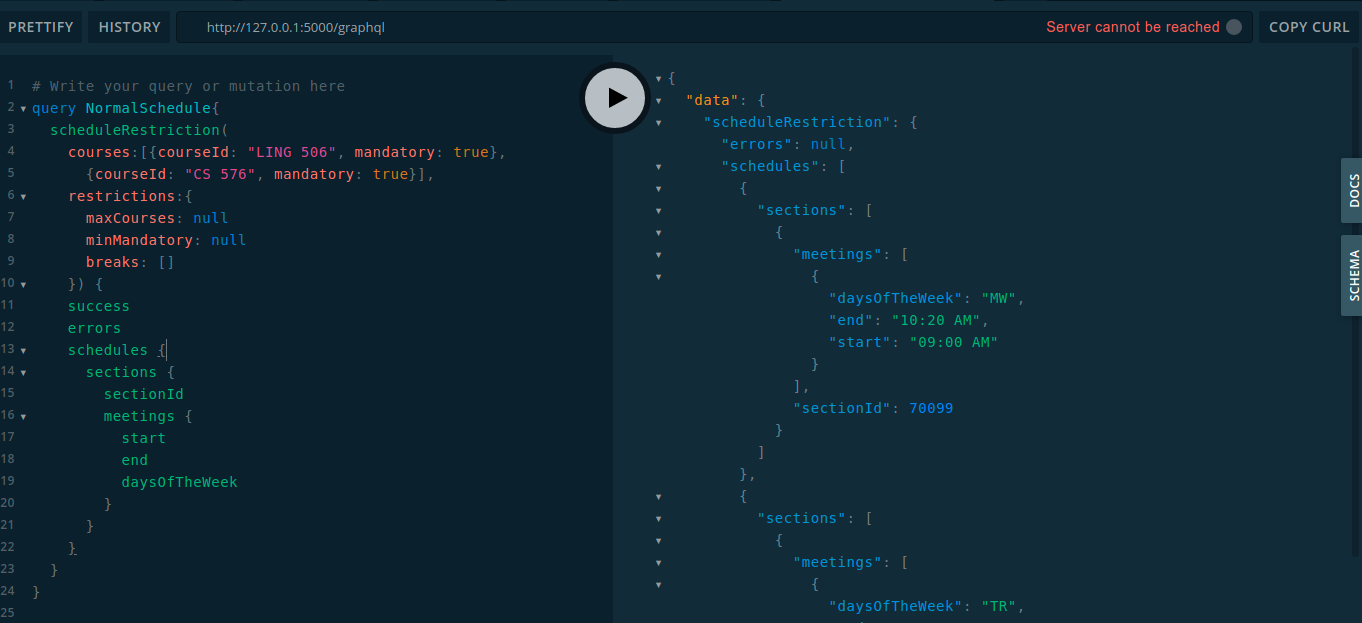 PRETTIFY HISTORY http://127.0.0.1:5000/graphql Server cannot be reached COPY CURL
1 # Write your query or mutation here
2 query NormalSchedule{
3 scheduleRestriction(
4 courses:[{courseId: "LING 506", mandatory: true},
5 {courseId: "CS 576", mandatory: true}],
6 restrictions:{
7 maxCourses: null
8 minMandatory: null
9 breaks: []
10 }) {
11 success
12 errors
13 schedules {
14 sections {
15 sectionId
16 meetings {
17 start
18 end
19 daysOfTheWeek
20 }
21 }
22 }
23 }
24 }
25
{
"data": {
"scheduleRestriction": {
"errors": null,
"schedules": [
{
"sections": [
{
"meetings": [
{
"daysOfTheWeek": "MW",
"end": "10:20 AM",
"start": "09:00 AM"
}
],
"sectionId": 70099
}
]
},
{
"sections": [
{
"meetings": [
{
"daysOfTheWeek": "TR",
DOCS
SCHEMA